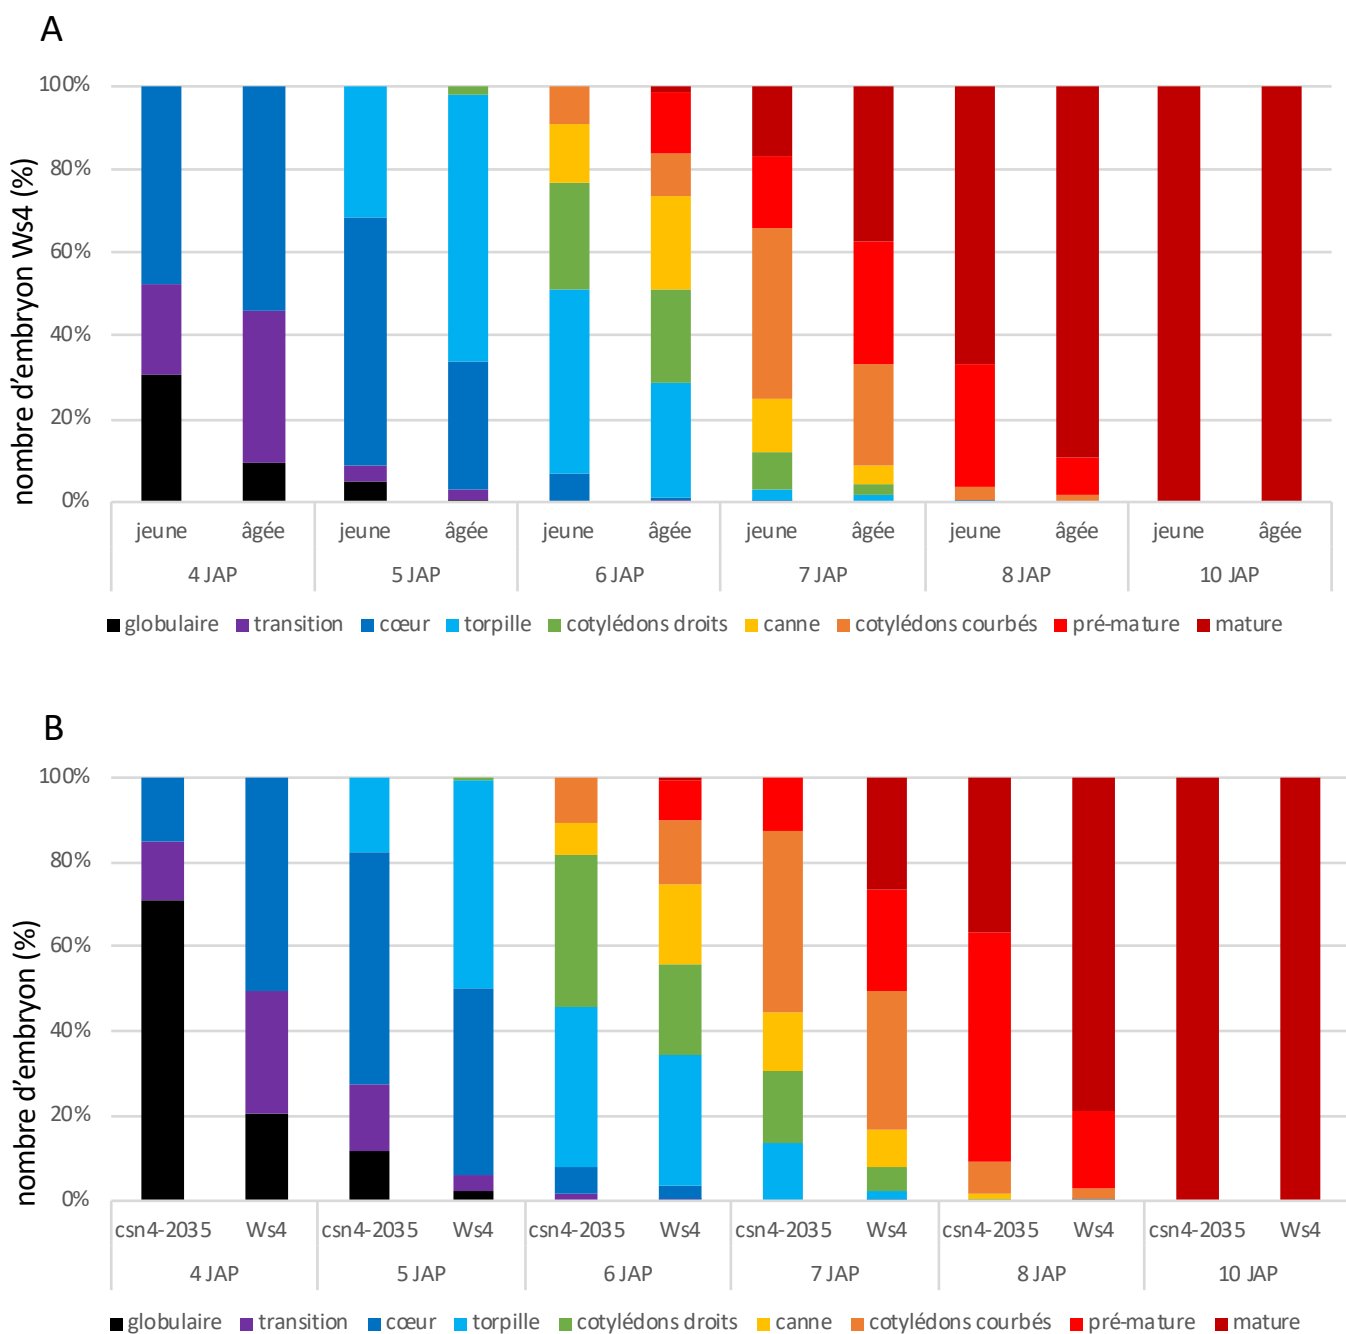 A
nombre d'embryon Ws4 (%)
100%
80%
60%
40%
20%
0%
jeune âgée jeune âgée jeune âgée jeune âgée jeune âgée jeune âgée
4 JAP 5 JAP 6 JAP 7 JAP 8 JAP 10 JAP
globulaire transition cœur torpille cotylédons droits canne cotylédons courbés pré-mature mature
B
nombre d'embryon (%)
100%
80%
60%
40%
20%
0%
csn4-2035 Ws4 csn4-2035 Ws4 csn4-2035 Ws4 csn4-2035 Ws4 csn4-2035 Ws4 csn4-2035 Ws4
4 JAP 5 JAP 6 JAP 7 JAP 8 JAP 10 JAP
globulaire transition cœur torpille cotylédons droits canne cotylédons courbés pré-mature mature